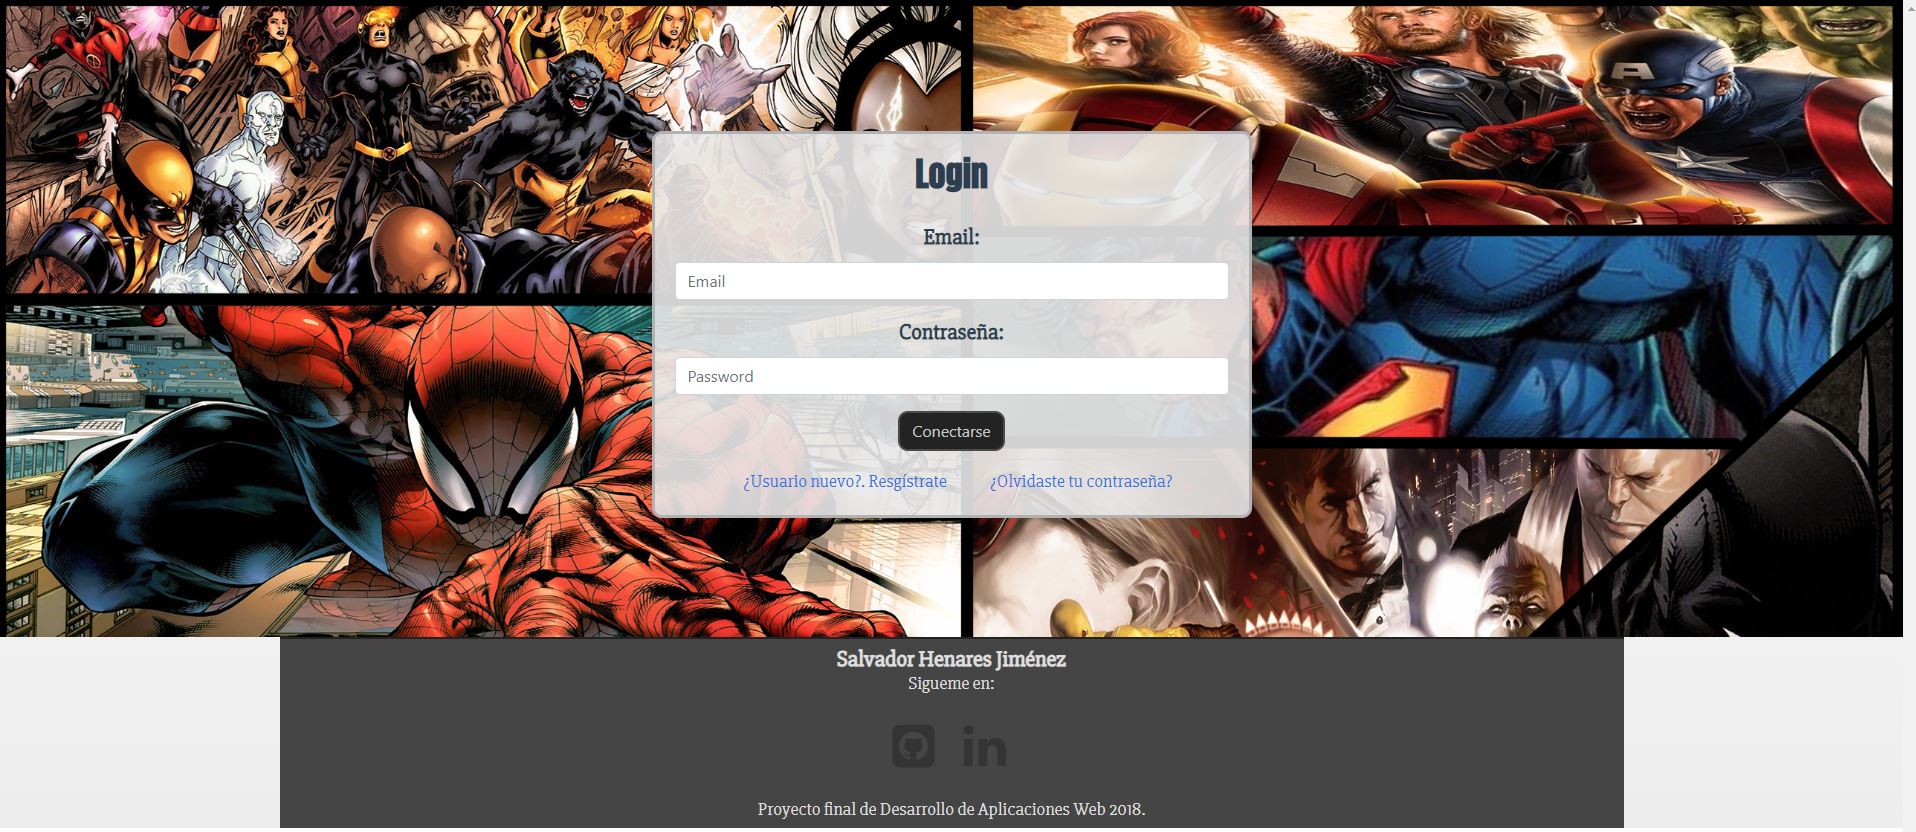 Login
Email:
Email
Contraseña:
Password
Conectarse
¿Usuario nuevo?. Resgístrate ¿Olvidaste tu contraseña?
Salvador Henares Jiménez
Sigueme en:
in
Proyecto final de Desarrollo de Aplicaciones Web 2018.